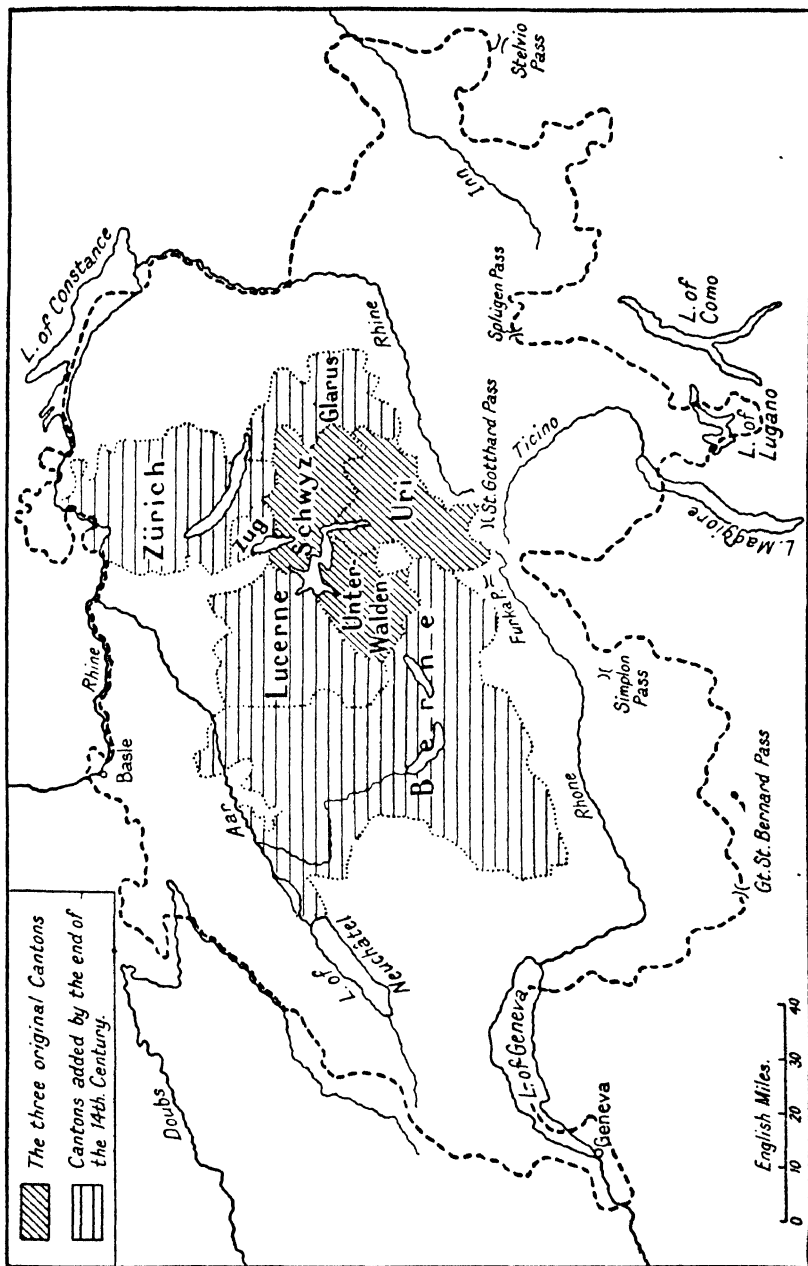 The three original Cantons
Cantons added by the end of
the 14th. Century.
Doubs
Basle
Rhine
Aar
L. of
Neuchâtel
L. of Geneva
Geneva
Rhone
Zürich
Zug
Lucerne
Schwyz
Glarus
Unter-
Walden
Uri
Berne
L. of Constance
Rhine
Inn
Stelvio
Pass
Splügen Pass
St. Gotthard Pass
Furka P.
Ticino
L. of
Como
L. of
Lugano
L. Maggiore
Simplon
Pass
Gt. St. Bernard Pass
English Miles.
0 10 20 30 40